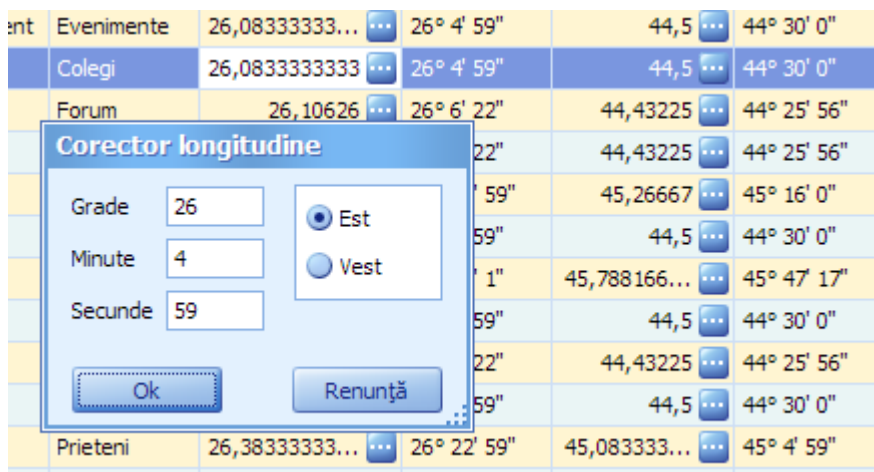 ent Evenimente 26,08333333... 26° 4' 59" 44,5 44° 30' 0"
Colegi 26,0833333333 26° 4' 59" 44,5 44° 30' 0"
Forum 26,10626 26° 6' 22" 44,43225 44° 25' 56"
Corector longitudine
22" 44,43225 44° 25' 56"
Grade 26
Est
' 59" 45,26667 45° 16' 0"
59" 44,5 44° 30' 0"
Minute 4
Vest
' 1" 45,788166... 45° 47' 17"
Secunde 59
59" 44,5 44° 30' 0"
22" 44,43225 44° 25' 56"
Ok Renunţă
59" 44,5 44° 30' 0"
Prieteni 26,38333333... 26° 22' 59" 45,083333... 45° 4' 59"